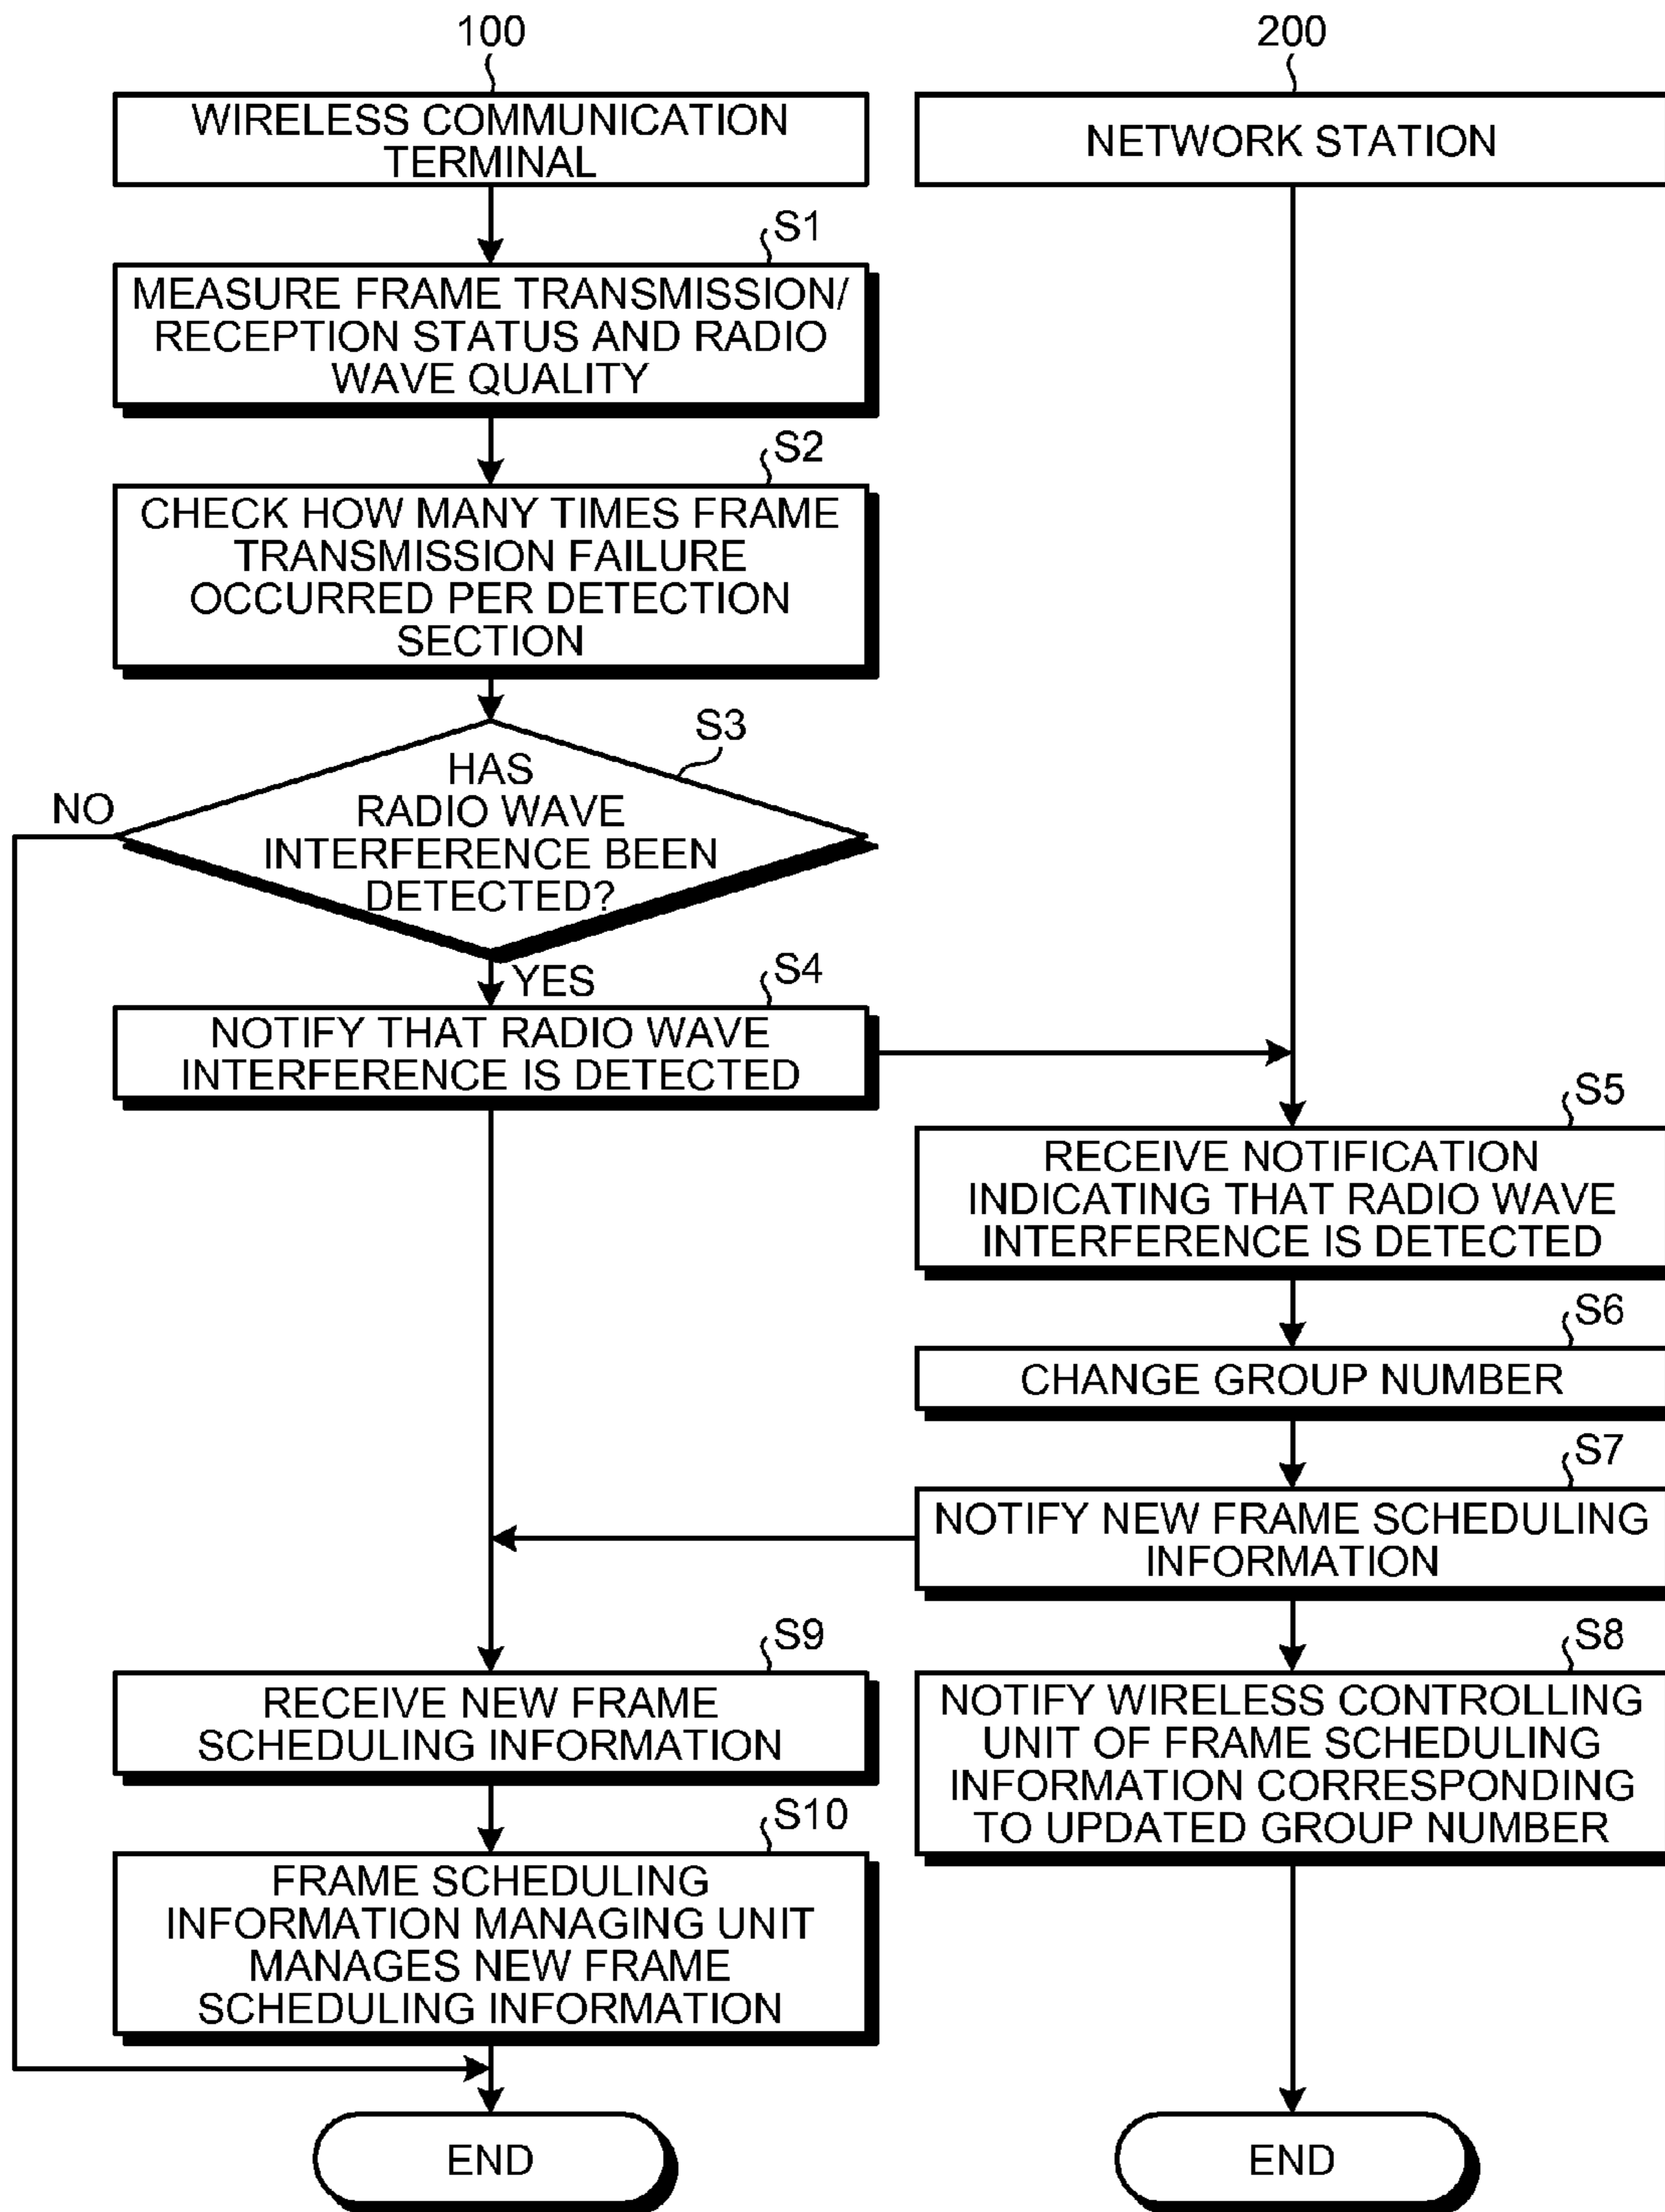 100
200
WIRELESS COMMUNICATION
TERMINAL
NETWORK STATION
S1
MEASURE FRAME TRANSMISSION/
RECEPTION STATUS AND RADIO
WAVE QUALITY
S2
CHECK HOW MANY TIMES FRAME
TRANSMISSION FAILURE
OCCURRED PER DETECTION
SECTION
S3
HAS
RADIO WAVE
INTERFERENCE BEEN
DETECTED?
NO
YES
S4
NOTIFY THAT RADIO WAVE
INTERFERENCE IS DETECTED
S5
RECEIVE NOTIFICATION
INDICATING THAT RADIO WAVE
INTERFERENCE IS DETECTED
S6
CHANGE GROUP NUMBER
S7
NOTIFY NEW FRAME SCHEDULING
INFORMATION
S8
NOTIFY WIRELESS CONTROLLING
UNIT OF FRAME SCHEDULING
INFORMATION CORRESPONDING
TO UPDATED GROUP NUMBER
S9
RECEIVE NEW FRAME
SCHEDULING INFORMATION
S10
FRAME SCHEDULING
INFORMATION MANAGING UNIT
MANAGES NEW FRAME
SCHEDULING INFORMATION
END
END